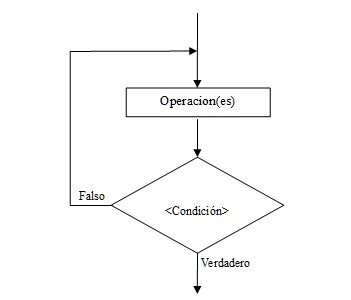 Operacion(es)
Falso
<Condición>
Verdadero